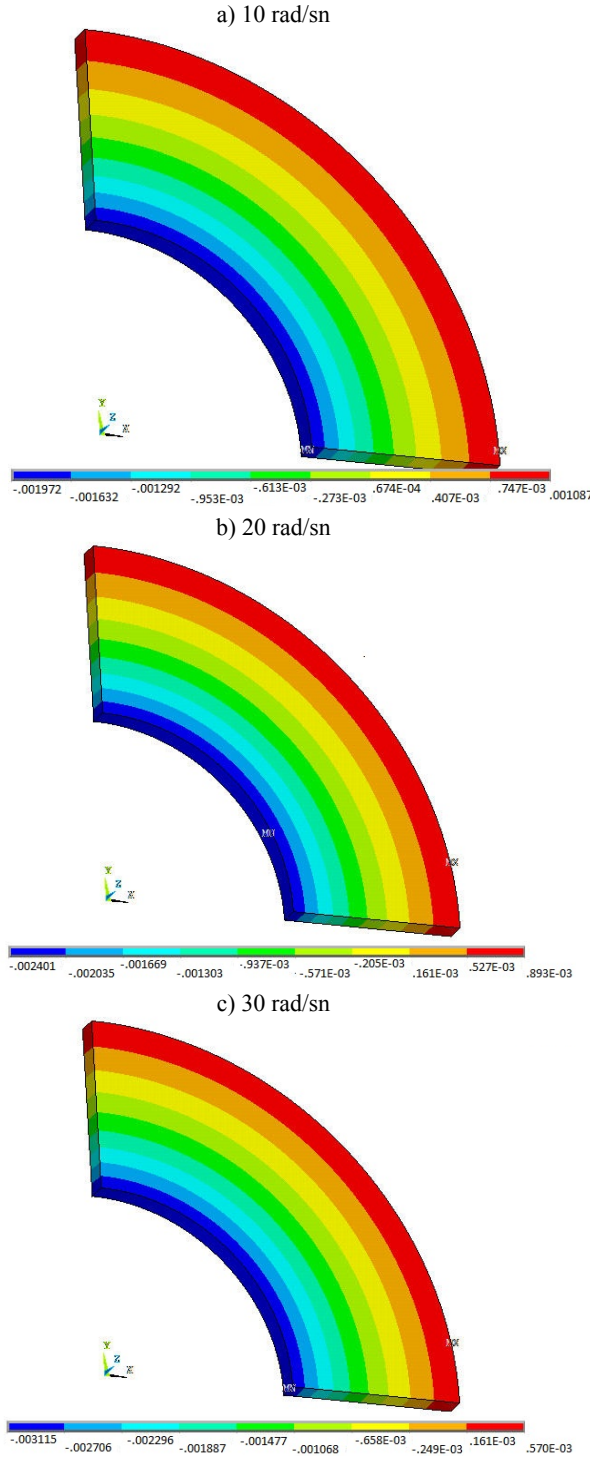 a) 10 rad/sn
Y
Z
X
MN
MX
-.001972 -.001632 -.001292 -.953E-03 -.613E-03 -.273E-03 .674E-04 .407E-03 .747E-03 .001087
b) 20 rad/sn
MN
MX
Y
Z
X
-.002401 -.002035 -.001669 -.001303 -.937E-03 -.571E-03 -.205E-03 .161E-03 .527E-03 .893E-03
c) 30 rad/sn
MX
Y
Z
X
MN
-.003115 -.002706 -.002296 -.001887 -.001477 -.001068 -.658E-03 -.249E-03 .161E-03 .570E-03